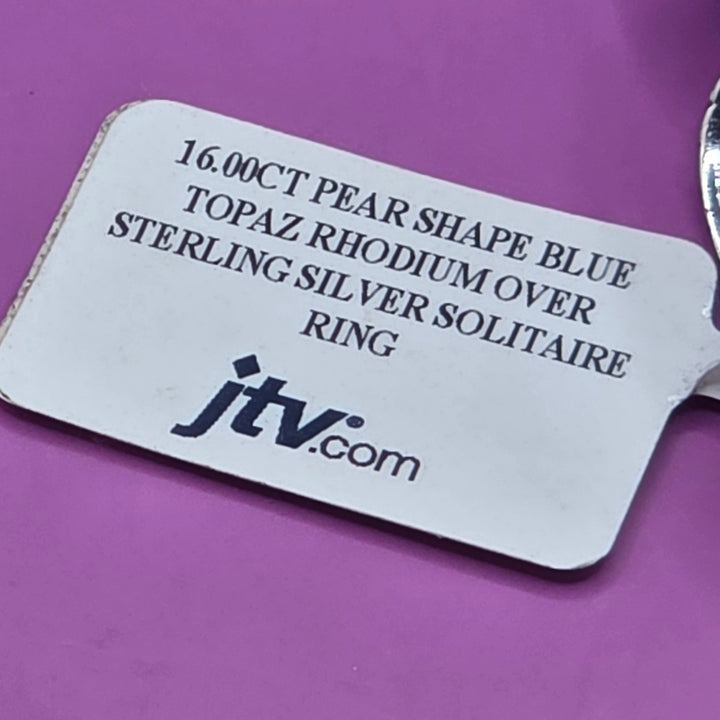 16.00CT PEAR SHAPE BLUE
TOPAZ RHODIUM OVER
STERLING SILVER SOLITAIRE
RING
jtv.com